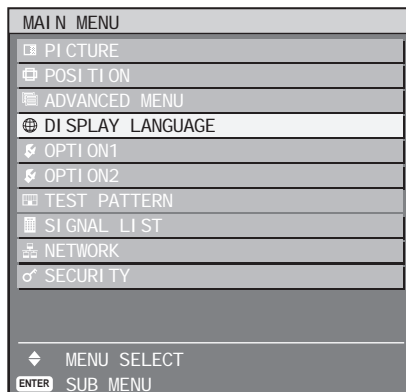 MAIN MENU
PICTURE
POSITION
ADVANCED MENU
DISPLAY LANGUAGE
OPTION1
OPTION2
TEST PATTERN
SIGNAL LIST
NETWORK
SECURITY
MENU SELECT
ENTER SUB MENU